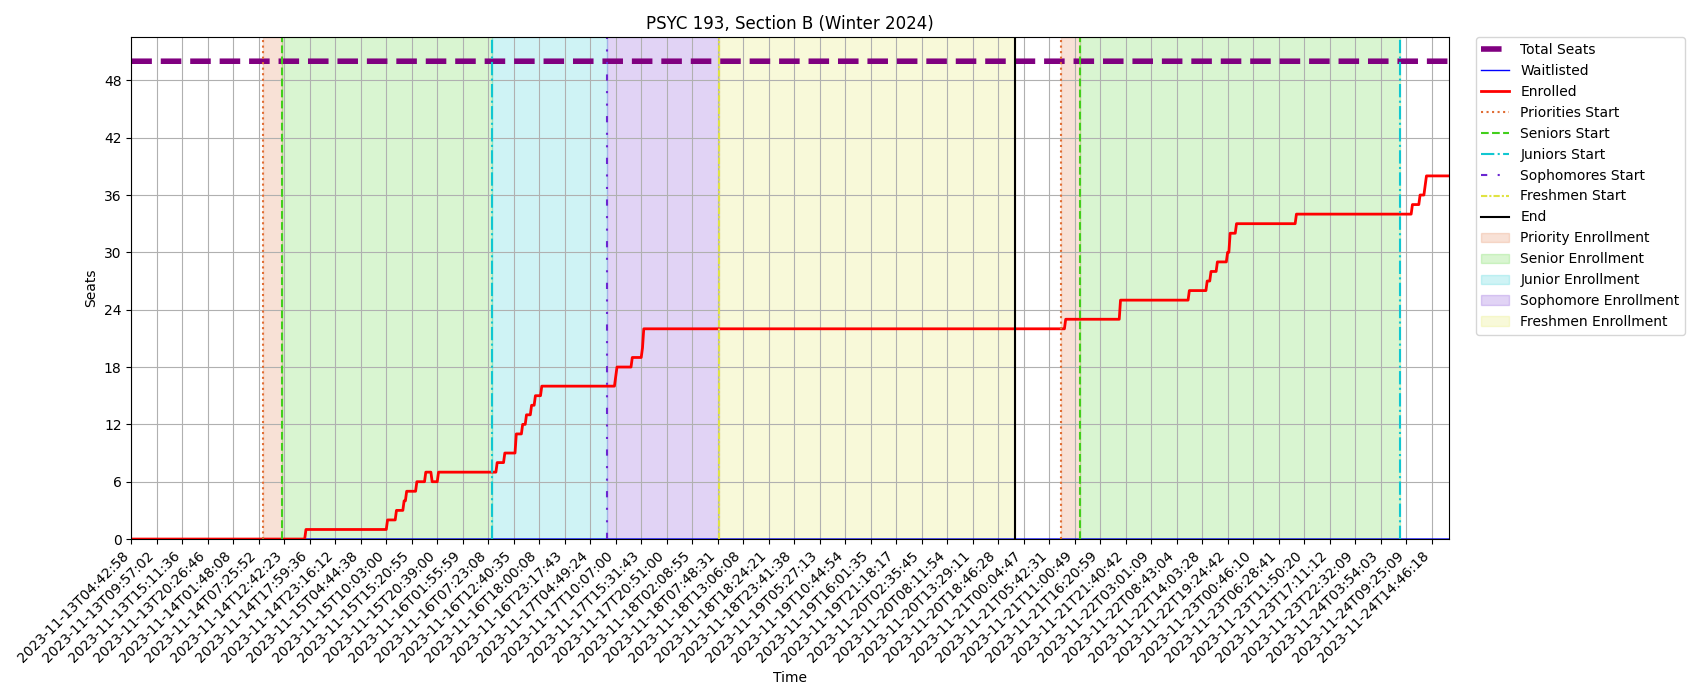 PSYC 193, Section B (Winter 2024)
Seats
48
42
36
30
24
18
12
6
0
2023-11-13T04:42:58
2023-11-13T09:57:02
2023-11-13T15:11:36
2023-11-13T20:26:46
2023-11-14T01:48:09
2023-11-14T07:25:52
2023-11-14T12:42:23
2023-11-14T17:59:36
2023-11-14T23:16:12
2023-11-15T04:44:38
2023-11-15T10:03:00
2023-11-15T15:20:55
2023-11-15T20:39:00
2023-11-16T01:55:59
2023-11-16T07:23:08
2023-11-16T12:40:35
2023-11-16T18:00:08
2023-11-16T23:17:43
2023-11-17T04:49:24
2023-11-17T10:07:00
2023-11-17T15:31:43
2023-11-17T20:51:00
2023-11-18T02:08:55
2023-11-18T07:48:31
2023-11-18T13:06:08
2023-11-18T18:24:21
2023-11-18T23:41:38
2023-11-19T05:27:13
2023-11-19T10:44:54
2023-11-19T16:01:35
2023-11-19T21:18:17
2023-11-20T02:35:45
2023-11-20T08:11:54
2023-11-20T13:29:11
2023-11-20T18:46:28
2023-11-21T00:04:47
2023-11-21T05:42:31
2023-11-21T11:00:49
2023-11-21T16:20:59
2023-11-21T21:40:42
2023-11-22T03:01:09
2023-11-22T08:43:04
2023-11-22T14:03:28
2023-11-22T19:24:42
2023-11-23T00:46:10
2023-11-23T06:28:41
2023-11-23T11:50:20
2023-11-23T17:11:12
2023-11-23T22:32:09
2023-11-24T03:54:03
2023-11-24T09:25:09
2023-11-24T14:46:18
Time
Total Seats
Waitlisted
Enrolled
Priorities Start
Seniors Start
Juniors Start
Sophomores Start
Freshmen Start
End
Priority Enrollment
Senior Enrollment
Junior Enrollment
Sophomore Enrollment
Freshmen Enrollment